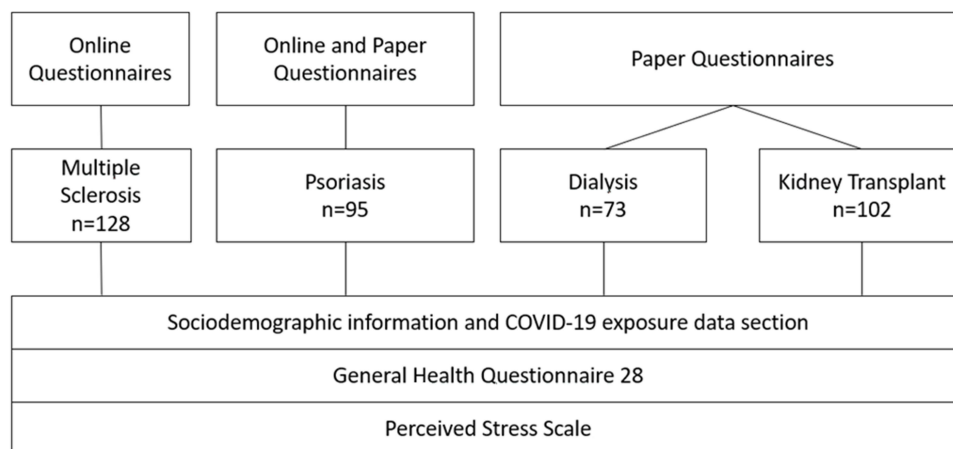 Online
Questionnaires
Online and Paper
Questionnaires
Paper Questionnaires
Multiple
Sclerosis
n=128
Psoriasis
n=95
Dialysis
n=73
Kidney Transplant
n=102
Sociodemographic information and COVID-19 exposure data section
General Health Questionnaire 28
Perceived Stress Scale